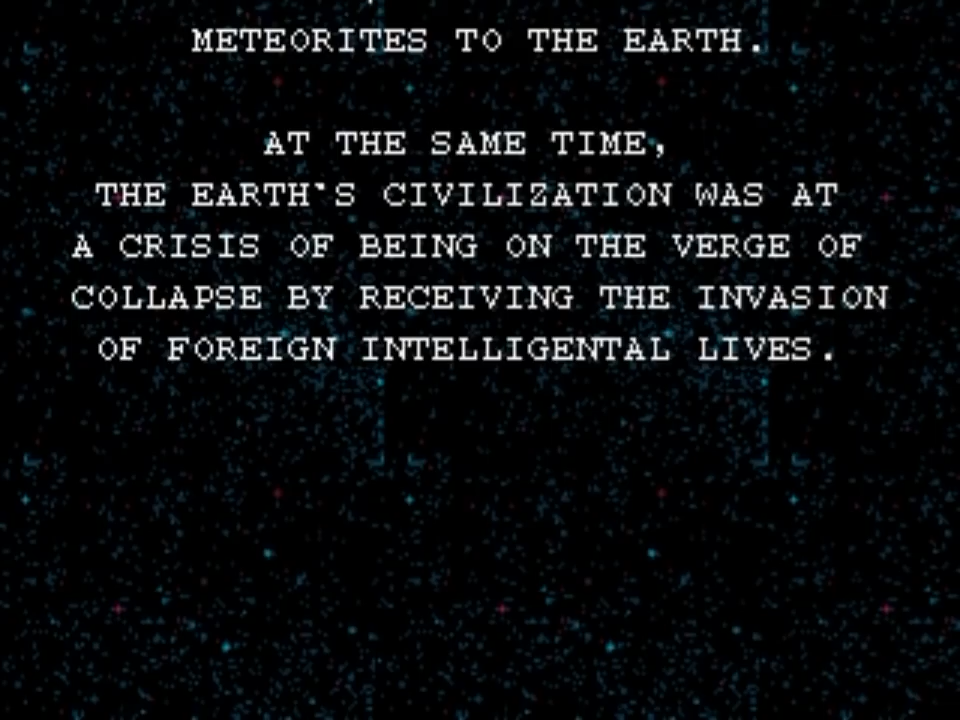 METEORITES TO THE EARTH.
AT THE SAME TIME,
THE EARTH'S CIVILIZATION WAS AT
A CRISIS OF BEING ON THE VERGE OF
COLLAPSE BY RECEIVING THE INVASION
OF FOREIGN INTELLIGENTAL LIVES.